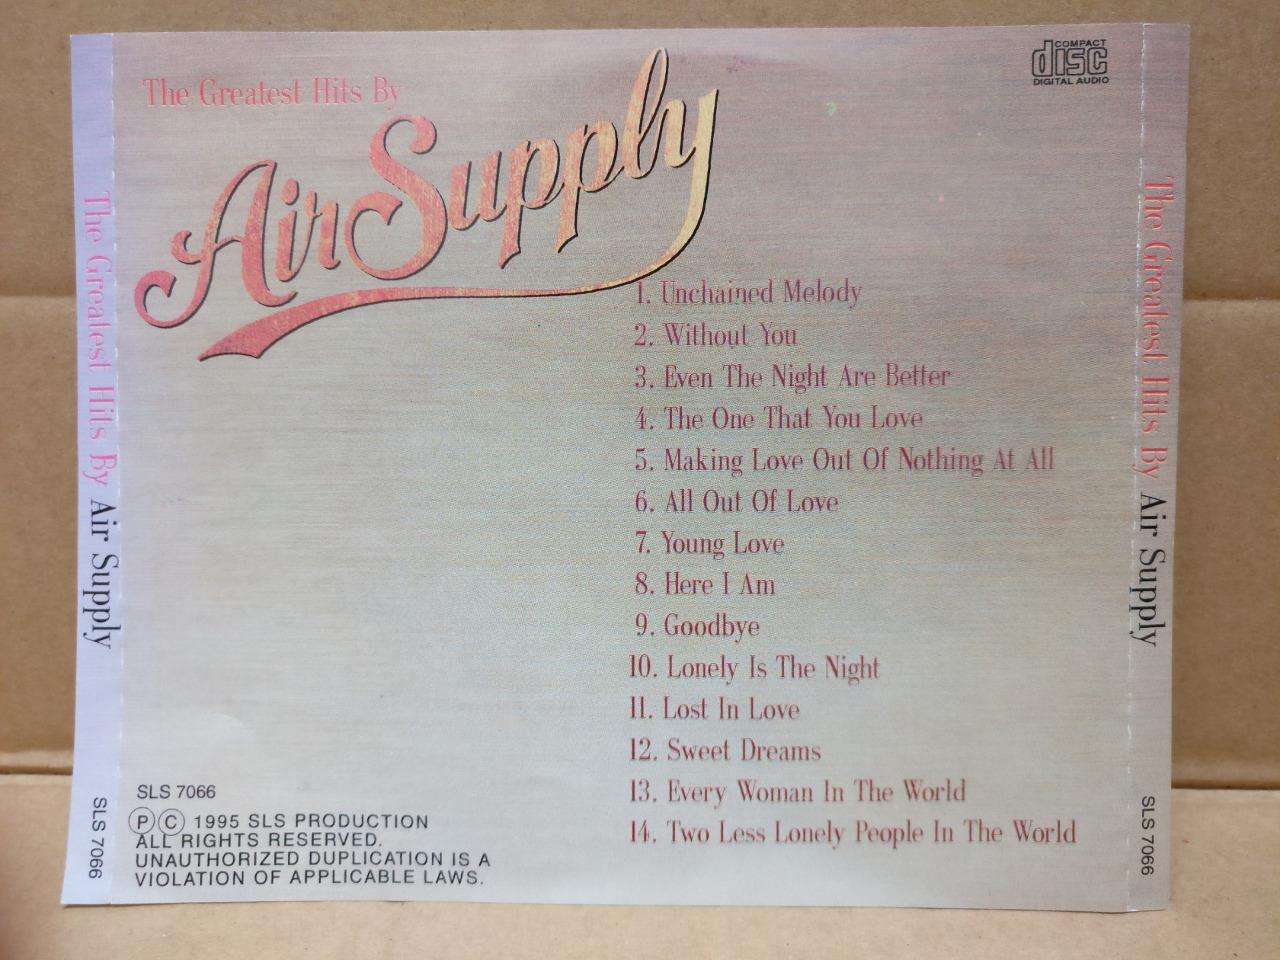 The Greatest Hits By
Air Supply
COMPACT
disc
DIGITAL AUDIO
1. Unchained Melody
2. Without You
3. Even The Night Are Better
4. The One That You Love
5. Making Love Out Of Nothing At All
6. All Out Of Love
7. Young Love
8. Here I Am
9. Goodbye
10. Lonely Is The Night
11. Lost In Love
12. Sweet Dreams
13. Every Woman In The World
14. Two Less Lonely People In The World
SLS 7066
Ⓟ Ⓒ 1995 SLS PRODUCTION
ALL RIGHTS RESERVED.
UNAUTHORIZED DUPLICATION IS A
VIOLATION OF APPLICABLE LAWS.
The Greatest Hits By Air Supply
SLS 7066
The Greatest Hits By Air Supply
SLS 7066